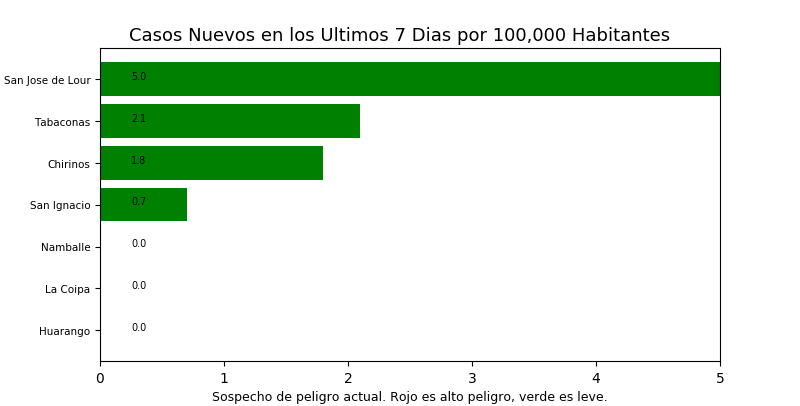 Casos Nuevos en los Ultimos 7 Dias por 100,000 Habitantes
San Jose de Lour 5.0
Tabaconas 2.1
Chirinos 1.8
San Ignacio 0.7
Namballe 0.0
La Coipa 0.0
Huarango 0.0
0 1 2 3 4 5
Sospecho de peligro actual. Rojo es alto peligro, verde es leve.